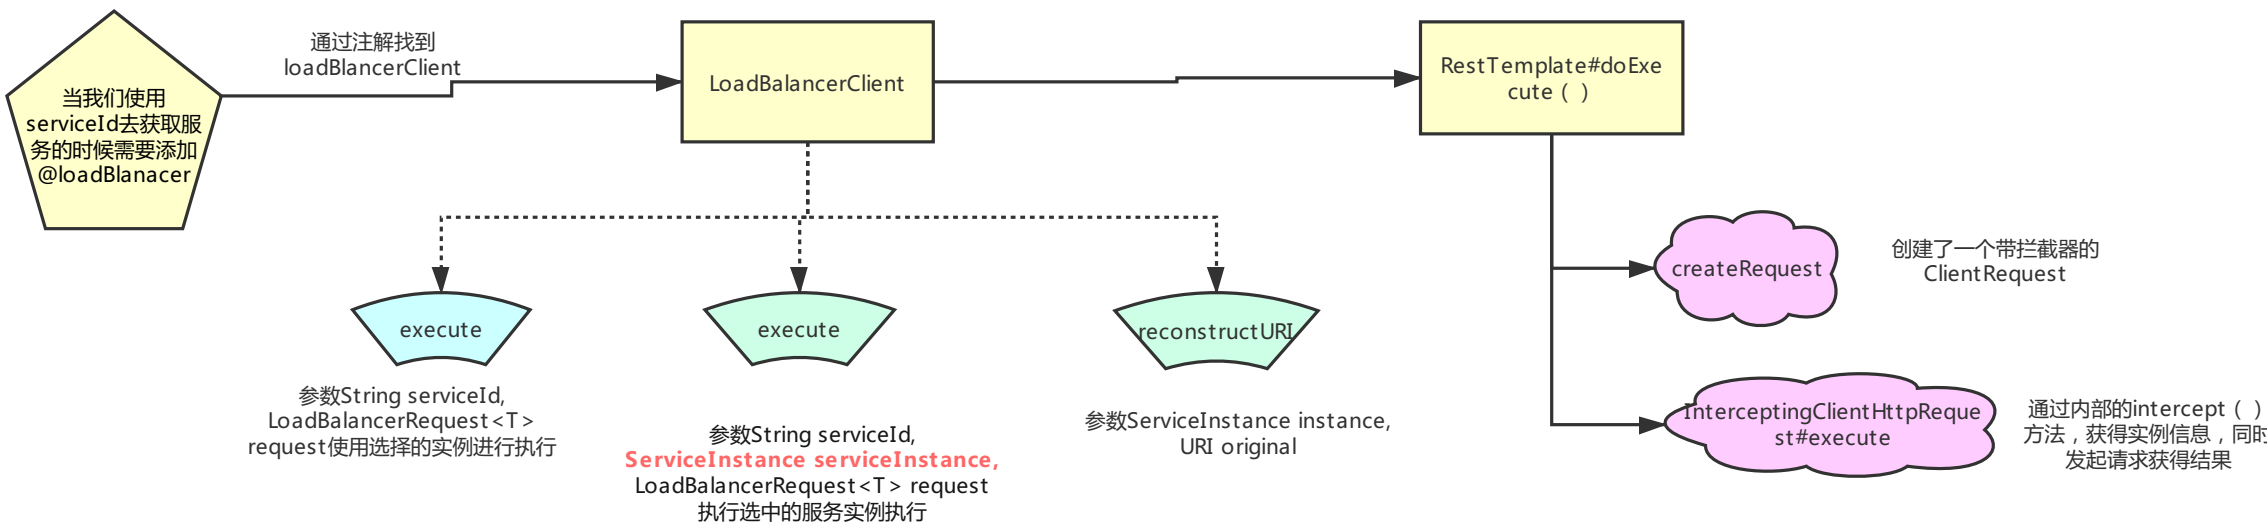 当我们使用
serviceId去获取服
务的时候需要添加
@loadBlanacer
通过注解找到
loadBlancerClient
LoadBalancerClient
RestTemplate#doExe
cute（ ）
execute
参数String serviceId,
LoadBalancerRequest<T>
request使用选择的实例进行执行
execute
参数String serviceId,
ServiceInstance serviceInstance,
LoadBalancerRequest<T> request
执行选中的服务实例执行
reconstructURI
参数ServiceInstance instance,
URI original
createRequest
创建了一个带拦截器的
ClientRequest
InterceptingClientHttpReque
st#execute
通过内部的intercept（ ）
方法，获得实例信息，同时
发起请求获得结果